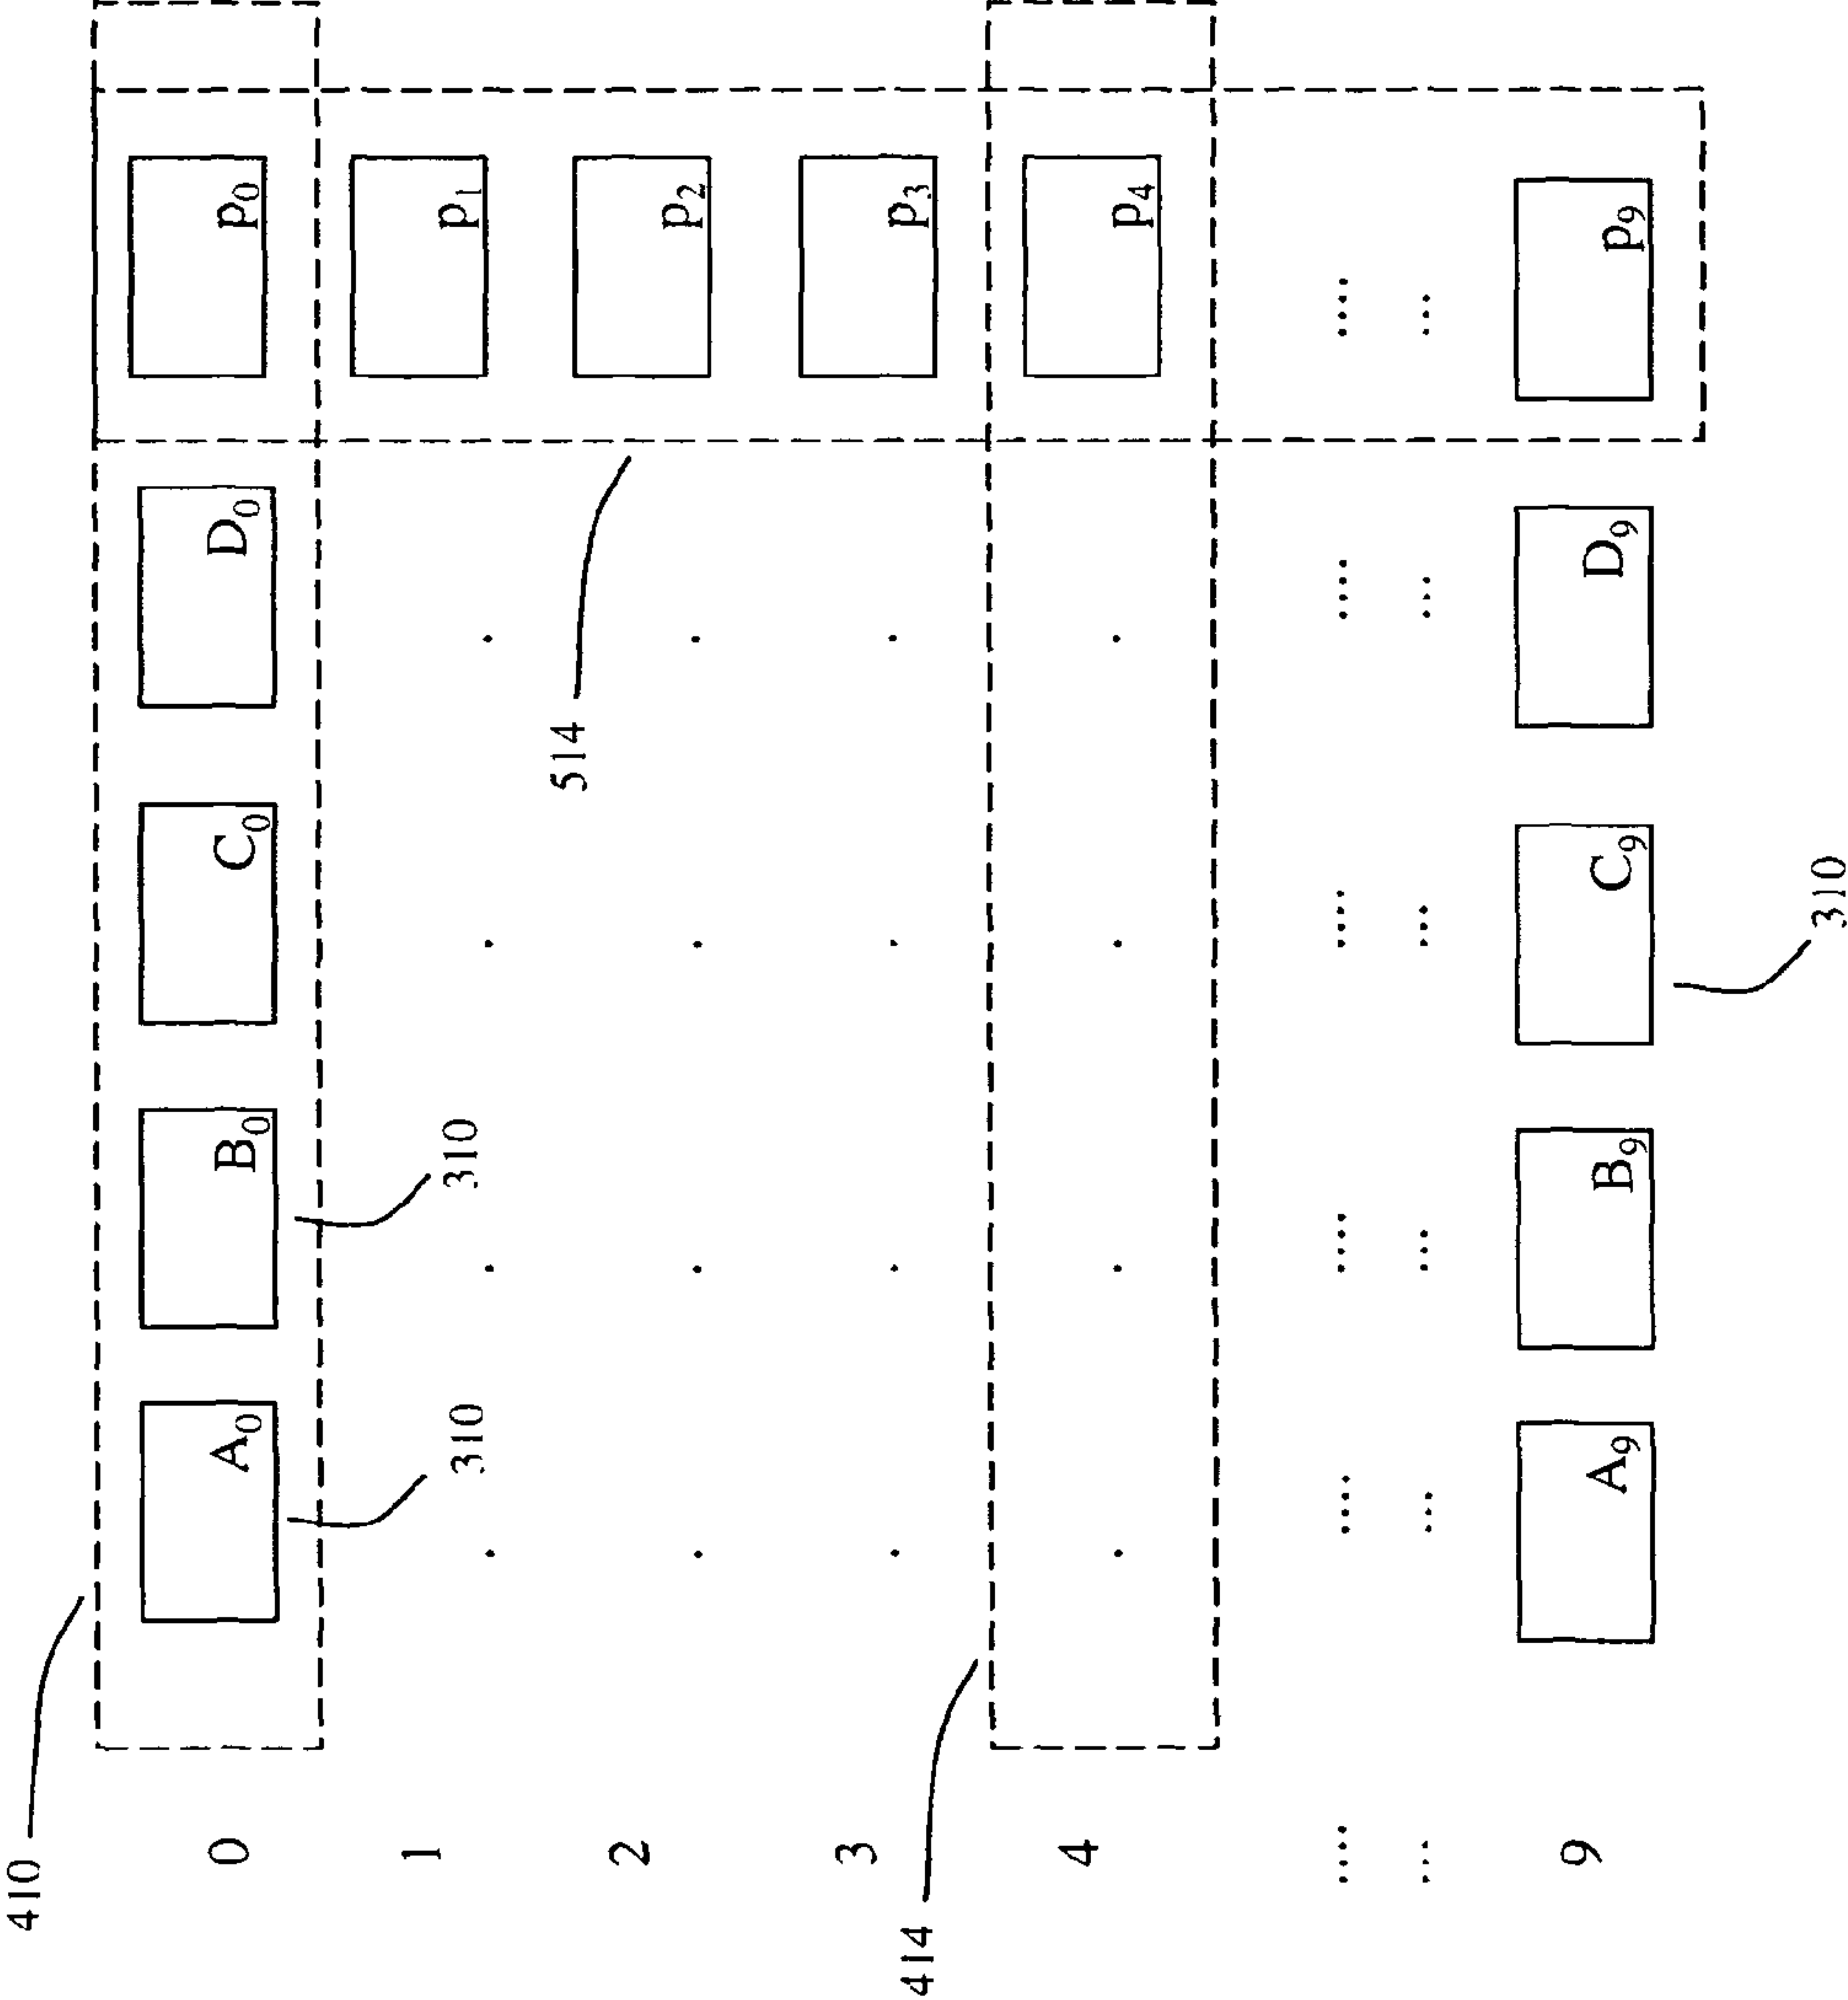 410
0 A₀ B₀ C₀ D₀ p₀
310 310
1 p₁
514
2 p₂
3 p₃
414
4 p₄
9 A₉ B₉ C₉ D₉ p₉
310